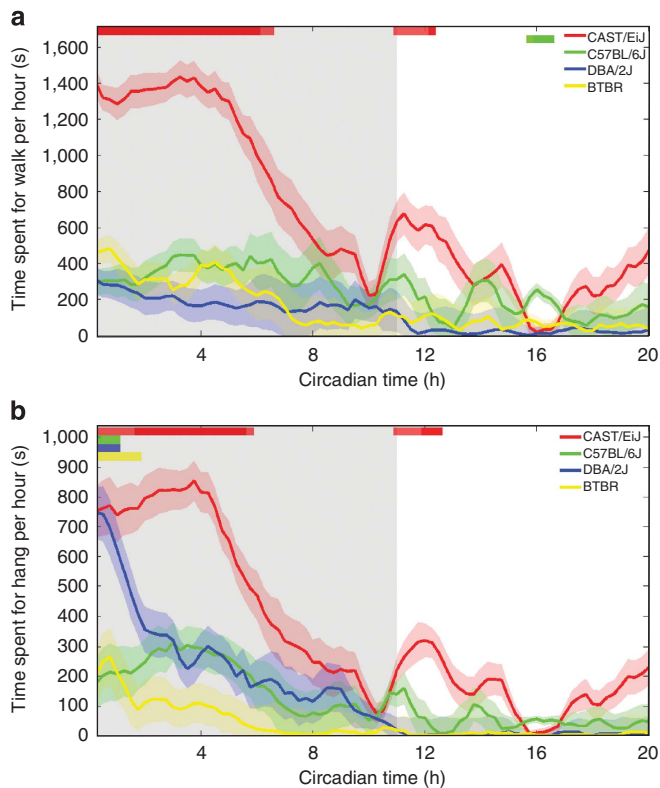 a
1,600
1,400
1,200
1,000
800
600
400
200
0
Time spent for walk per hour (s)
CAST/EiJ
C57BL/6J
DBA/2J
BTBR
4
8
12
16
20
Circadian time (h)
b
1,000
900
800
700
600
500
400
300
200
100
0
Time spent for hang per hour (s)
CAST/EiJ
C57BL/6J
DBA/2J
BTBR
4
8
12
16
20
Circadian time (h)